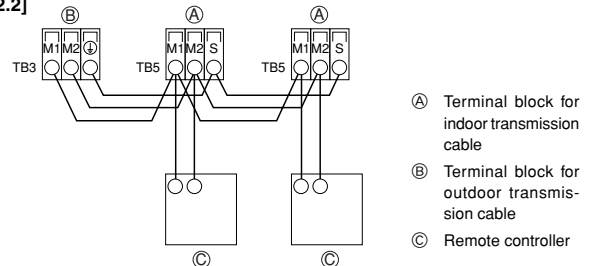 2.2]
Ⓑ Ⓐ Ⓐ
M1 M2 ⏚ M1 M2 S M1 M2 S
TB3 TB5 TB5
Ⓒ Ⓒ
Ⓐ Terminal block for
indoor transmission
cable
Ⓑ Terminal block for
outdoor transmis-
sion cable
Ⓒ Remote controller